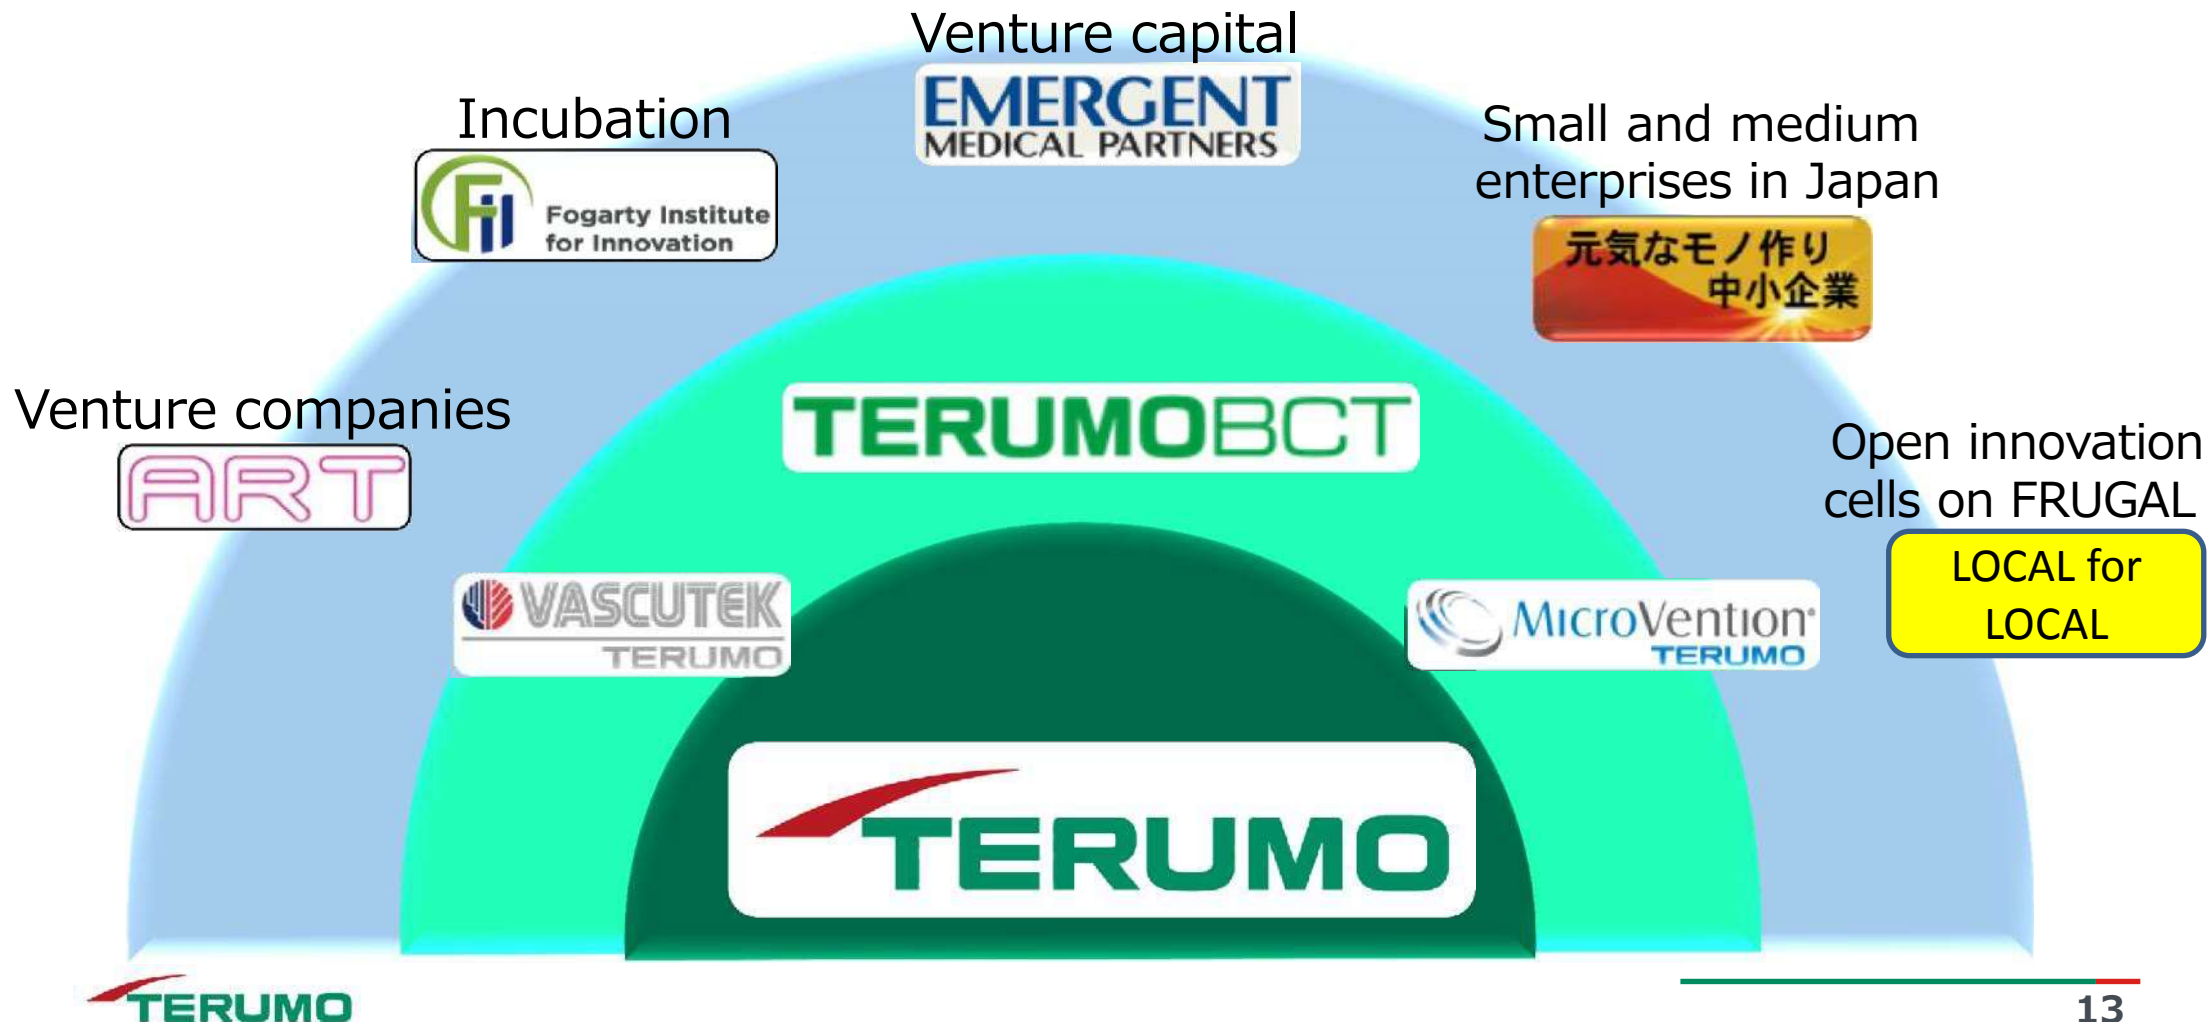 Venture capital
EMERGENT
MEDICAL PARTNERS
Incubation
Fil
Fogarty Institute
for Innovation
Small and medium
enterprises in Japan
元気なモノ作り
中小企業
Venture companies
ART
TERUMOBCT
Open innovation
cells on FRUGAL
LOCAL for
LOCAL
VASCUTEK
TERUMO
MicroVention
TERUMO
TERUMO
TERUMO
13